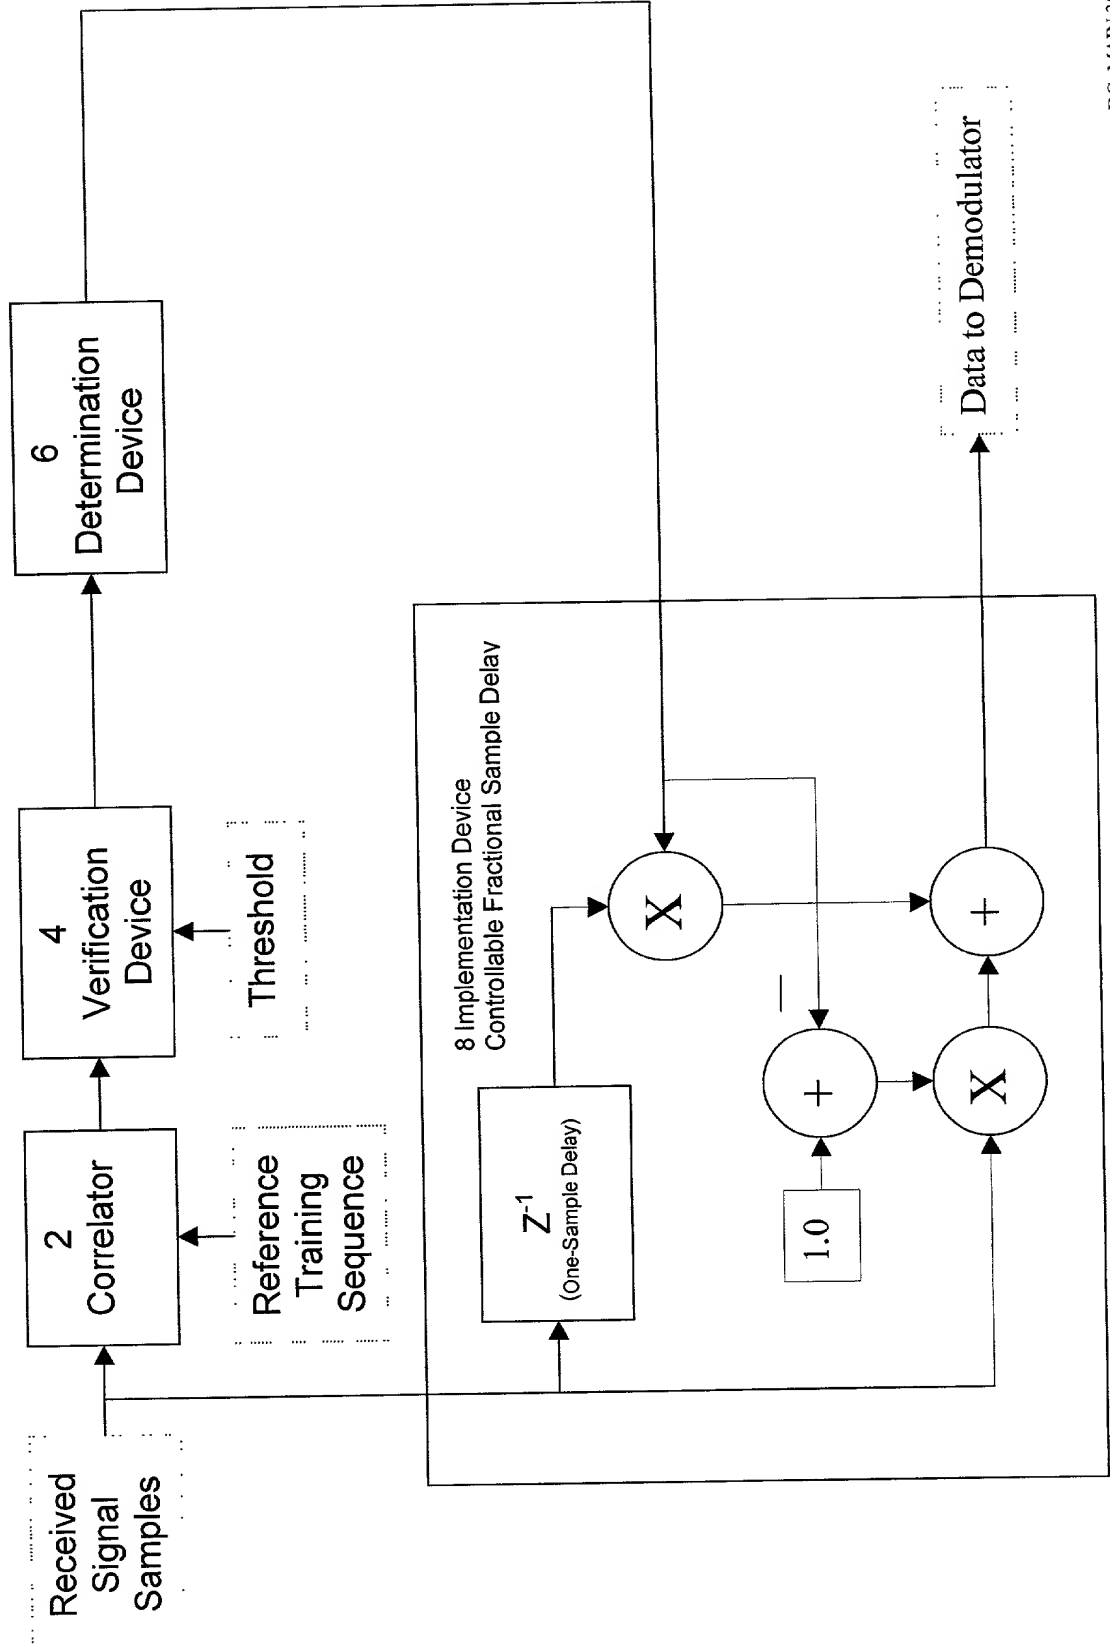 Received
Signal
Samples
2
Correlator
Reference
Training
Sequence
4
Verification
Device
Threshold
6
Determination
Device
8 Implementation Device
Controllable Fractional Sample Delay
Z-1
(One-Sample Delay)
X
1.0
+
−
X
+
Data to Demodulator